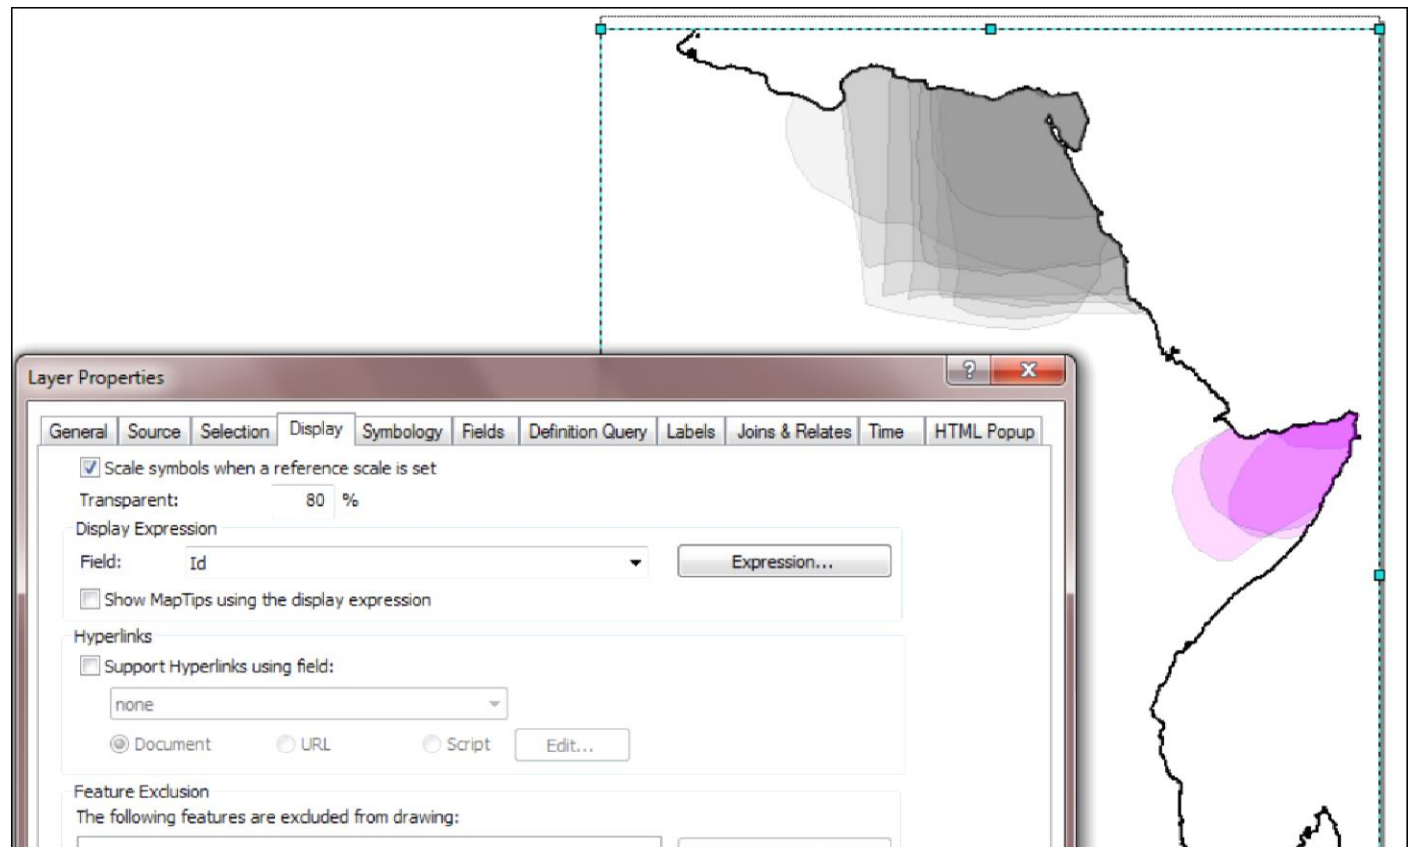 Layer Properties
General Source Selection Display Symbology Fields Definition Query Labels Joins & Relates Time HTML Popup
Scale symbols when a reference scale is set
Transparent: 80 %
Display Expression
Field: Id Expression...
Show MapTips using the display expression
Hyperlinks
Support Hyperlinks using field:
none
Document URL Script Edit...
Feature Exclusion
The following features are excluded from drawing: